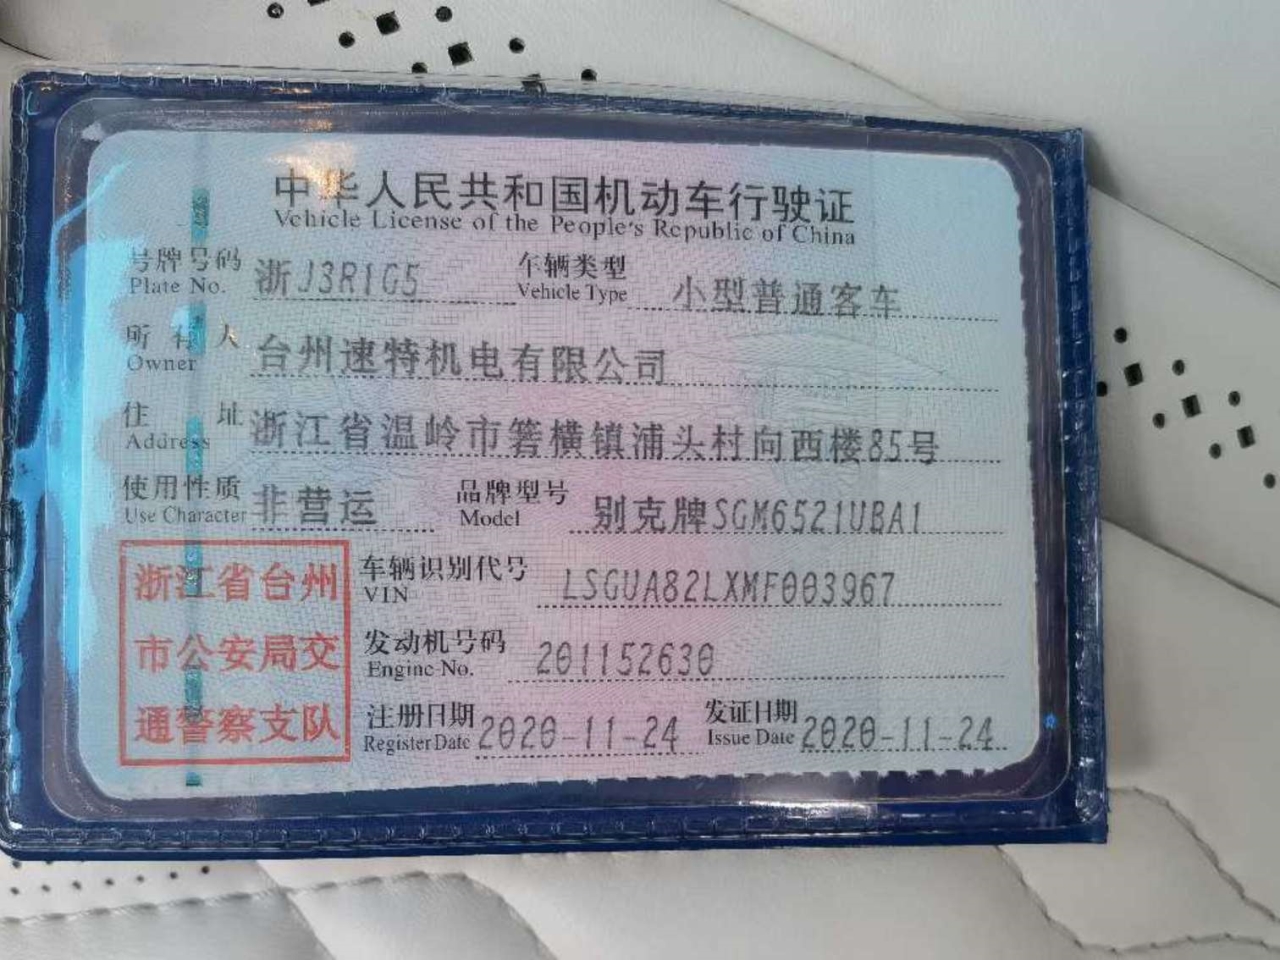 中华人民共和国机动车行驶证
Vehicle License of the People's Republic of China
号牌号码 浙J3R1G5 车辆类型 小型普通客车
Plate No. Vehicle Type
所有人 台州速特机电有限公司
Owner
住址 浙江省温岭市箬横镇浦头村向西楼85号
Address
使用性质 非营运 品牌型号 别克牌SGM6521UBA1
Use Character Model
浙江省台州
市公安局交
通警察支队
车辆识别代号 LSGUA82LXMF003967
VIN
发动机号码 201152630
Engine No.
注册日期 2020-11-24 发证日期 2020-11-24
Register Date Issue Date